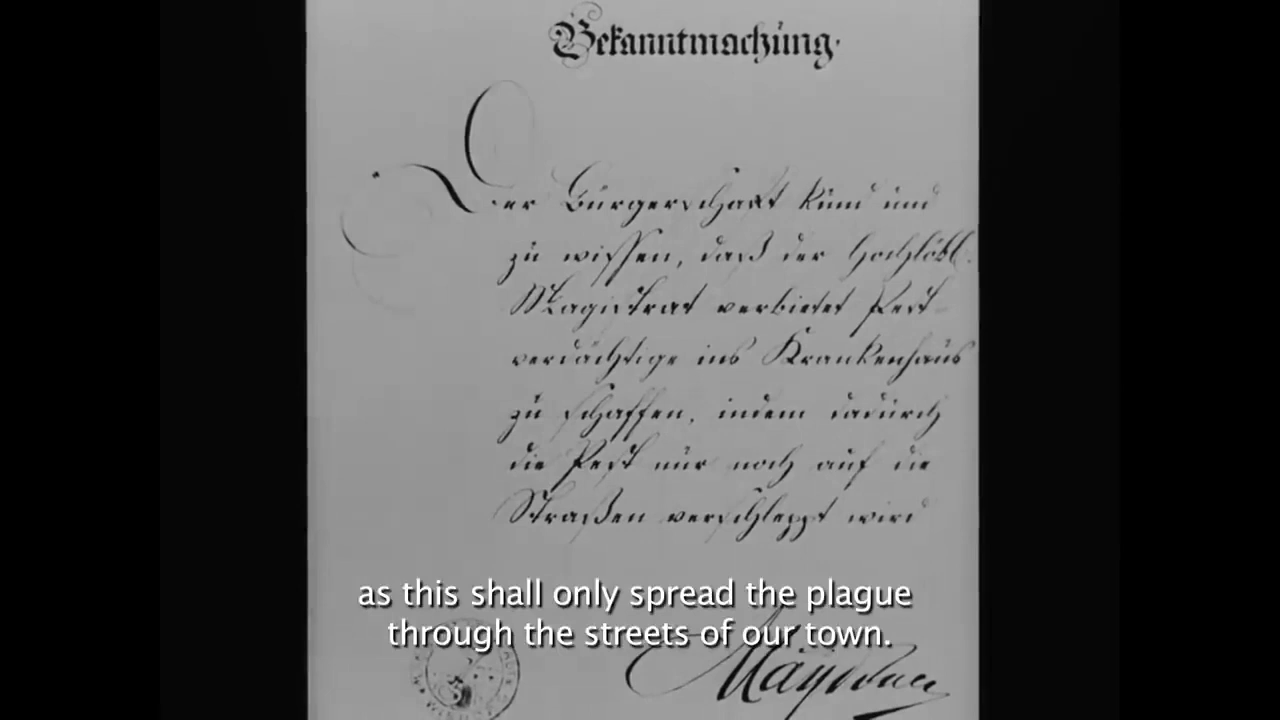 Bekanntmachung.
Der Bürgerschaft kund und
zu wissen, daß der hochlöbl.
Magistrat verbietet Pest-
verdächtige ins Krankenhaus
zu schaffen, indem dadurch
die Pest nur noch auf die
Straßen verschleppt wird
as this shall only spread the plague
through the streets of our town.